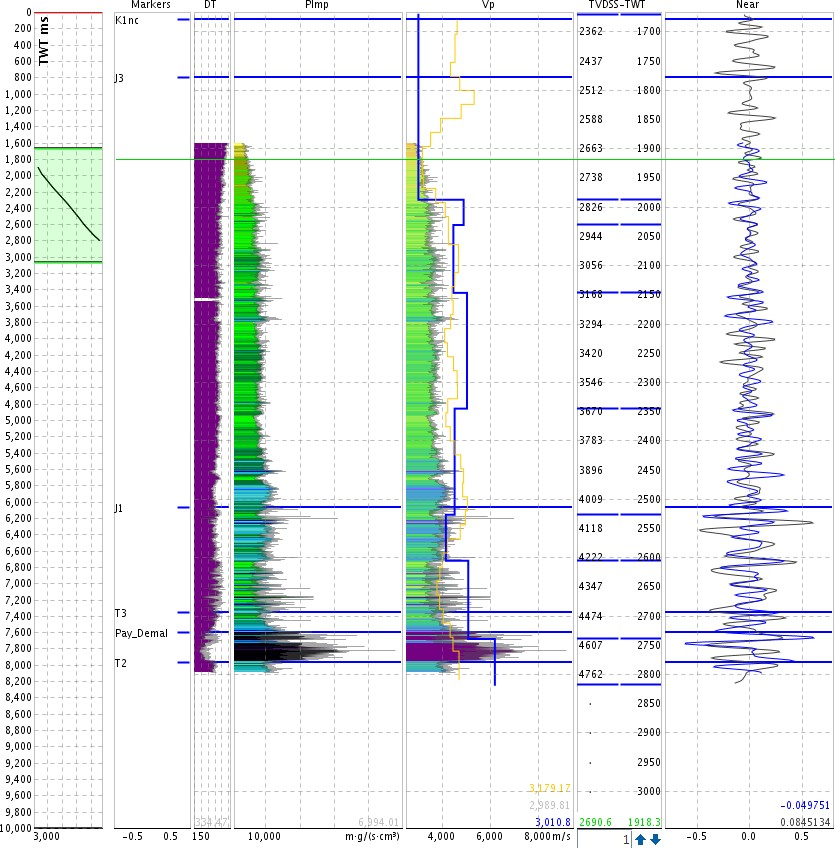 Markers DT PImp Vp TVDSS-TWT Near
TWT ms
0 K1nc
200 2362 1700
400
600 2437 1750
800 J3
1,000 2512 1800
1,200
1,400 2588 1850
1,600 2663 1900
1,800
2,000 2738 1950
2,200
2,400 2826 2000
2,600
2,800 2944 2050
3,000
3,200 3056 2100
3,400 3168 2150
3,600
3,800 3294 2200
4,000
4,200 3420 2250
4,400
4,600 3546 2300
4,800 3670 2350
5,000
5,200 3783 2400
5,400
5,600 3896 2450
5,800
6,000 4009 2500
J1
6,200
6,400 4118 2550
6,600 4222 2600
6,800
7,000 4347 2650
7,200
7,400 T3 4474 2700
7,600 Pay_Demal
7,800 4607 2750
8,000 T2
8,200 4762 2800
8,400 2850
8,600
8,800
9,000 2900
9,200 2950
9,400
9,600 3,179.17 3000
9,800 2,989.81 -0.049751
10,000 334.47 6,994.01 3,010.8 2690.6 1918.3 0.0845134
3,000 -0.5 0.5 150 10,000 m·g/(s·cm³) 4,000 6,000 8,000 m/s 1 -0.5 0.0 0.5